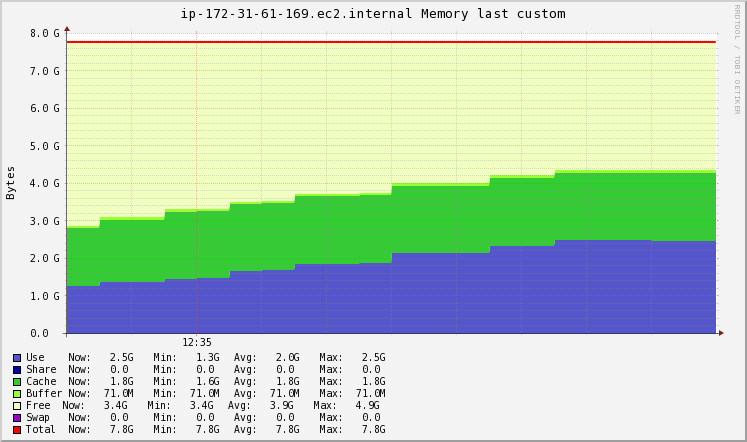 ip-172-31-61-169.ec2.internal Memory last custom
RRDTOOL / TOBI OETIKER
Bytes
8.0 G
7.0 G
6.0 G
5.0 G
4.0 G
3.0 G
2.0 G
1.0 G
0.0
12:35
Use Now: 2.5G Min: 1.3G Avg: 2.0G Max: 2.5G
Share Now: 0.0 Min: 0.0 Avg: 0.0 Max: 0.0
Cache Now: 1.8G Min: 1.6G Avg: 1.8G Max: 1.8G
Buffer Now: 71.0M Min: 71.0M Avg: 71.0M Max: 71.0M
Free Now: 3.4G Min: 3.4G Avg: 3.9G Max: 4.9G
Swap Now: 0.0 Min: 0.0 Avg: 0.0 Max: 0.0
Total Now: 7.8G Min: 7.8G Avg: 7.8G Max: 7.8G